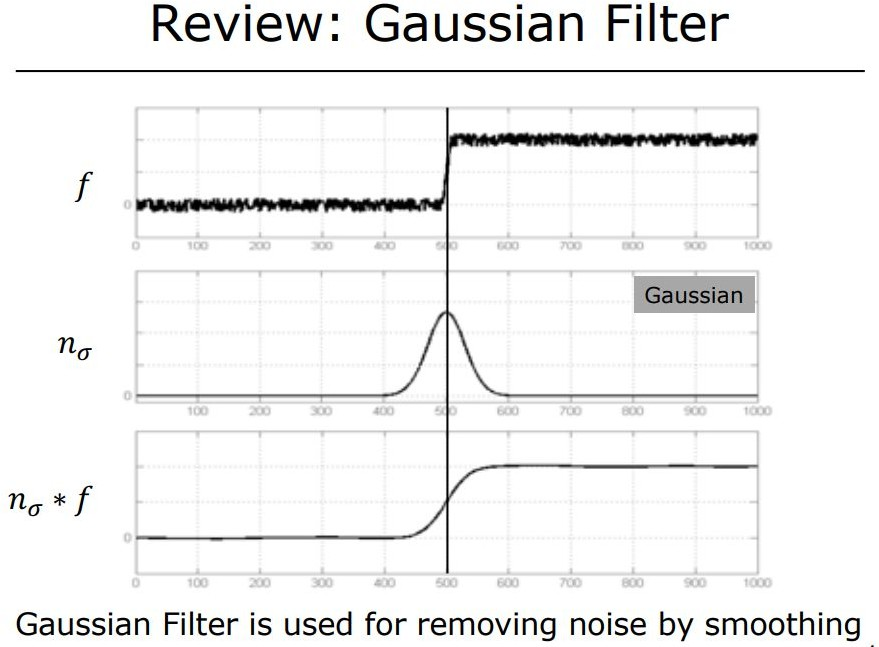 Review: Gaussian Filter
f
0
0 100 200 300 400 500 600 700 800 900 1000
Gaussian
nσ
0
100 200 300 400 500 600 700 800 900 1000
nσ * f
0
0 100 200 300 400 500 600 700 800 900 1000
Gaussian Filter is used for removing noise by smoothing